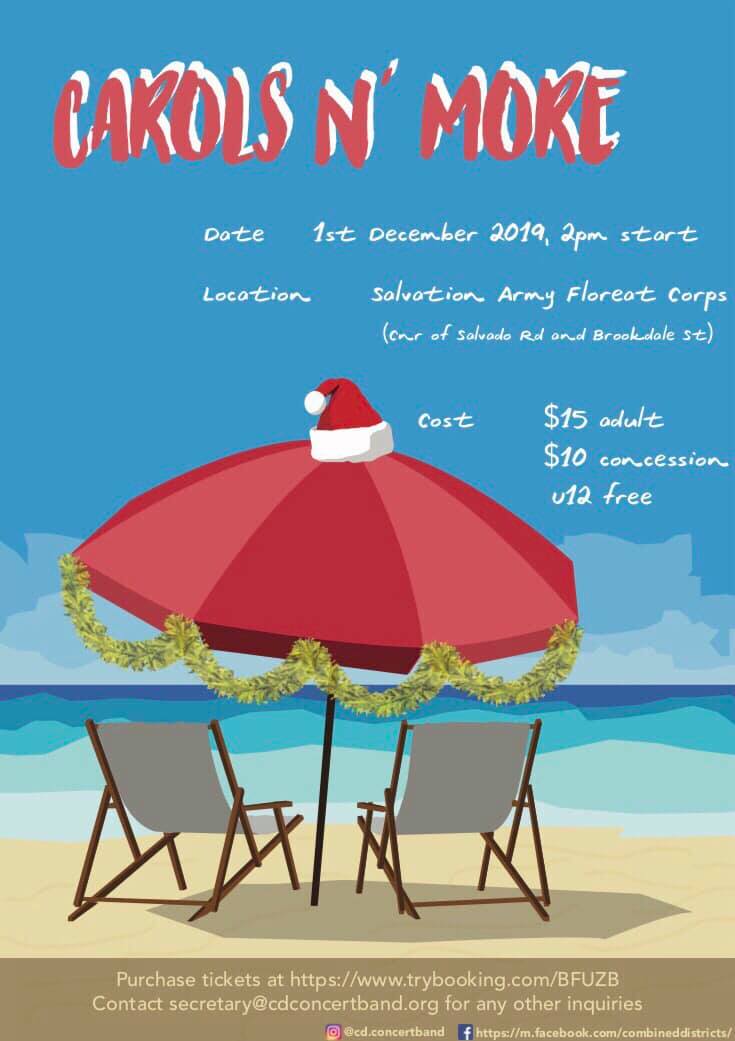 CAROLS N' MORE
Date 1st December 2019, 2pm start
Location Salvation Army Floreat Corps
(Cnr of Salvado Rd and Brookdale St)
Cost $15 adult
$10 concession
u12 free
Purchase tickets at https://www.trybooking.com/BFUZB
Contact secretary@cdconcertband.org for any other inquiries
@cd.concertband https://m.facebook.com/combineddistricts/